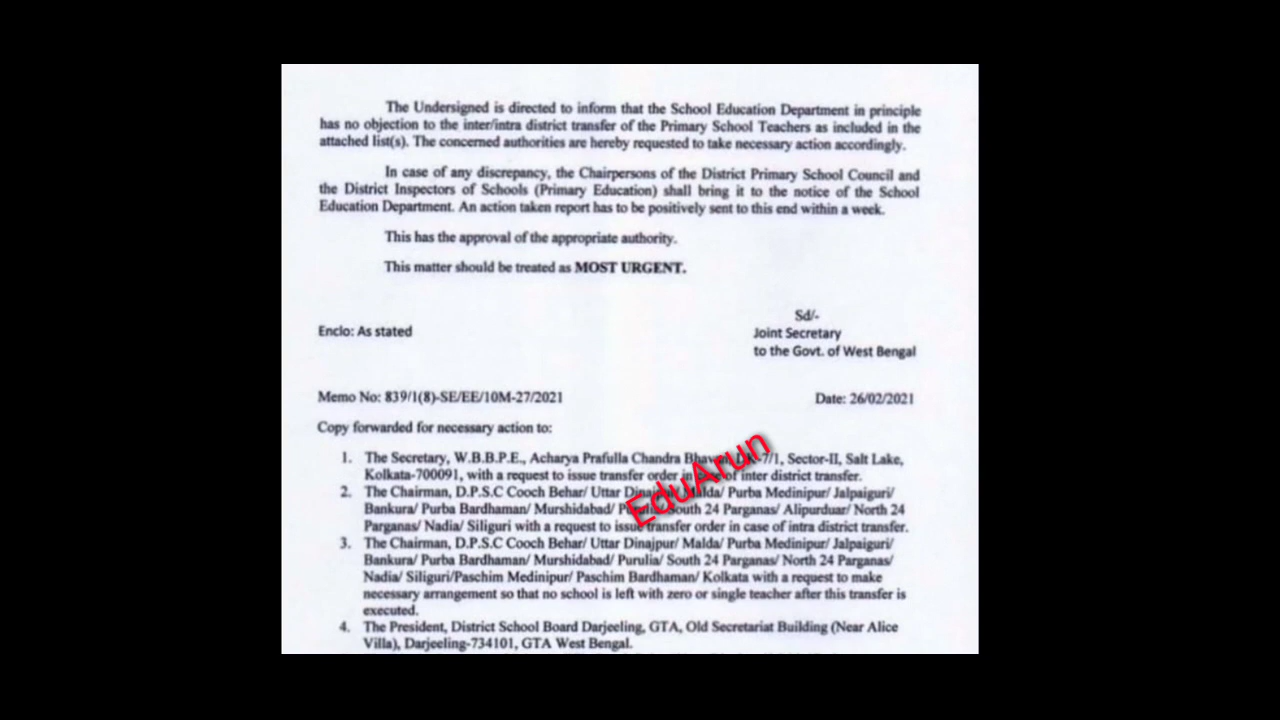 The Undersigned is directed to inform that the School Education Department in principle
has no objection to the inter/intra district transfer of the Primary School Teachers as included in the
attached list(s). The concerned authorities are hereby requested to take necessary action accordingly.
In case of any discrepancy, the Chairpersons of the District Primary School Council and
the District Inspectors of Schools (Primary Education) shall bring it to the notice of the School
Education Department. An action taken report has to be positively sent to this end within a week.
This has the approval of the appropriate authority.
This matter should be treated as MOST URGENT.
Sd/-
Enclo: As stated
Joint Secretary
to the Govt. of West Bengal
Memo No: 839/1(8)-SE/EE/10M-27/2021
Date: 26/02/2021
Copy forwarded for necessary action to:
1. The Secretary, W.B.B.P.E., Acharya Prafulla Chandra Bhawan, DK-7/1, Sector-II, Salt Lake,
Kolkata-700091, with a request to issue transfer order in case of inter district transfer.
2. The Chairman, D.P.S.C Cooch Behar/ Uttar Dinajpur/ Malda/ Purba Medinipur/ Jalpaiguri/
Bankura/ Purba Bardhaman/ Murshidabad/ Purulia/ South 24 Parganas/ Alipurduar/ North 24
Parganas/ Nadia/ Siliguri with a request to issue transfer order in case of intra district transfer.
3. The Chairman, D.P.S.C Cooch Behar/ Uttar Dinajpur/ Malda/ Purba Medinipur/ Jalpaiguri/
Bankura/ Purba Bardhaman/ Murshidabad/ Purulia/ South 24 Parganas/ North 24 Parganas/
Nadia/ Siliguri/Paschim Medinipur/ Paschim Bardhaman/ Kolkata with a request to make
necessary arrangement so that no school is left with zero or single teacher after this transfer is
executed.
4. The President, District School Board Darjeeling, GTA, Old Secretariat Building (Near Alice
Villa), Darjeeling-734101, GTA West Bengal.
EduArun